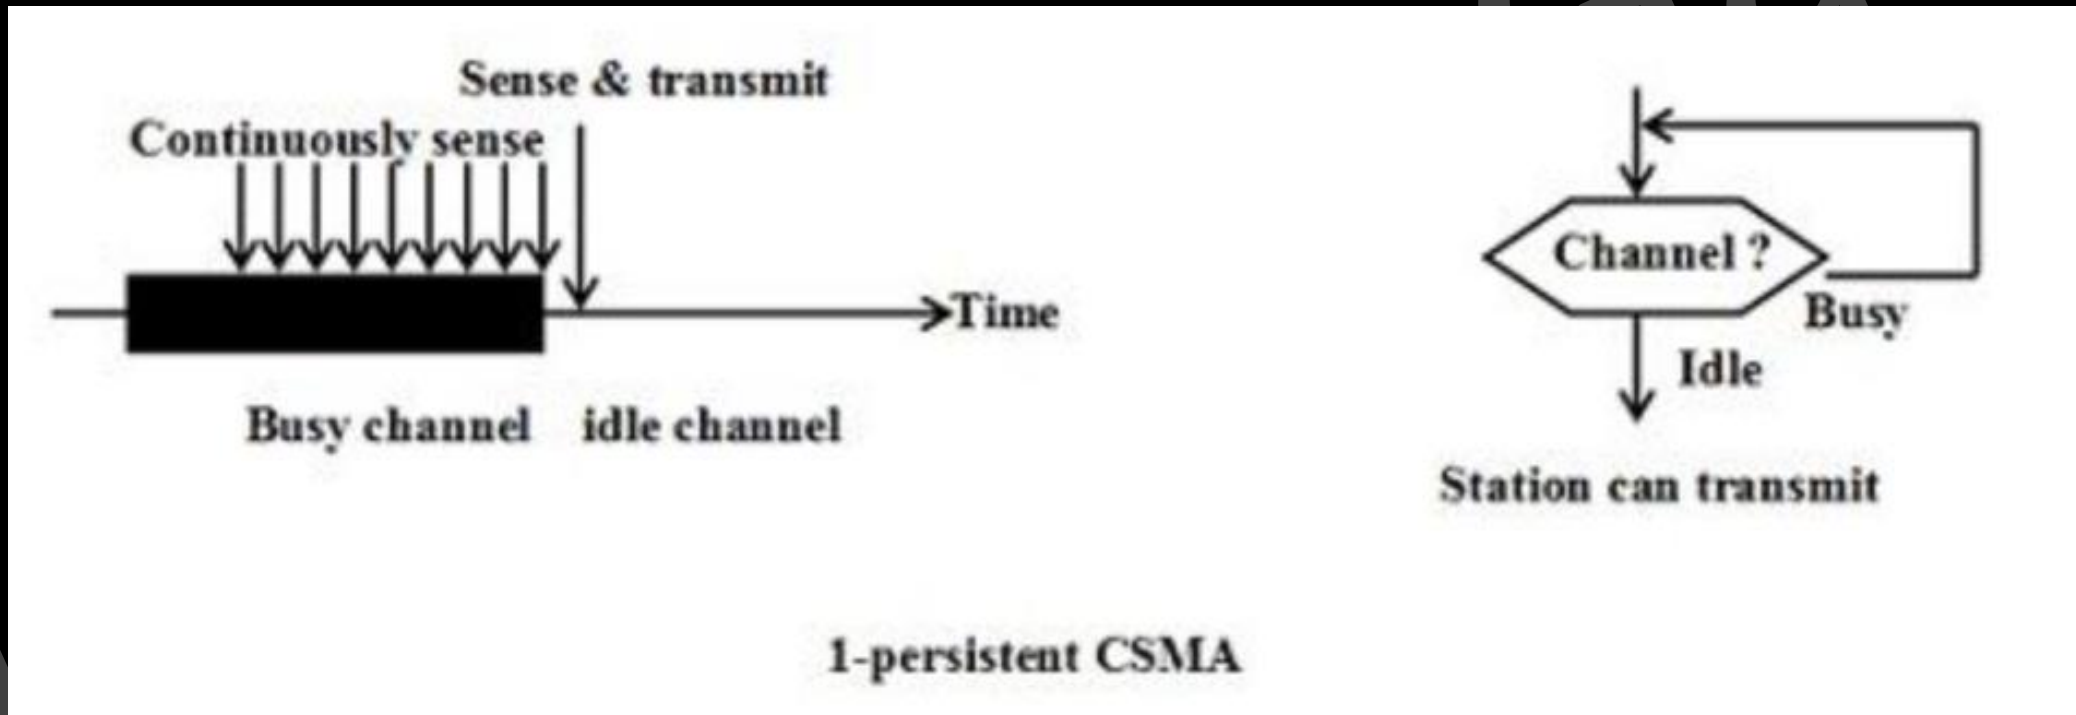 Sense & transmit
Continuously sense
Time
Busy channel idle channel
Channel ?
Busy
Idle
Station can transmit
1-persistent CSMA